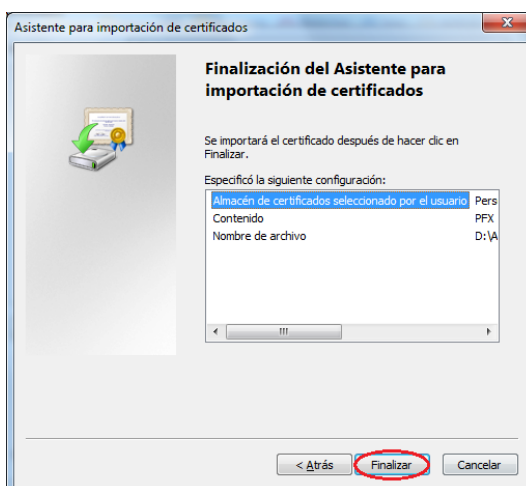 Asistente para importación de certificados
Finalización del Asistente para
importación de certificados
Se importará el certificado después de hacer clic en
Finalizar.
Especificó la siguiente configuración:
Almacén de certificados seleccionado por el usuario Pers
Contenido PFX
Nombre de archivo D:\A
< Atrás Finalizar Cancelar